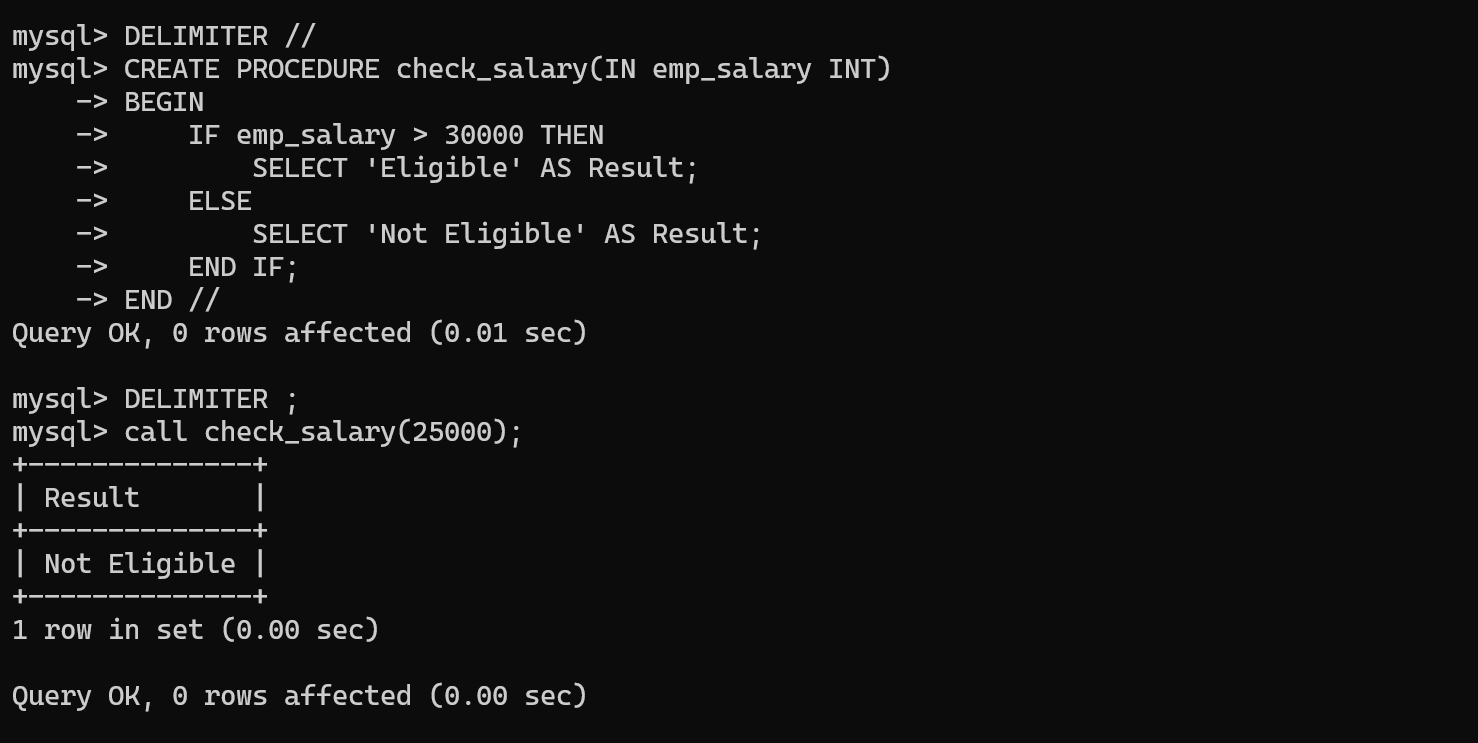 mysql> DELIMITER //
mysql> CREATE PROCEDURE check_salary(IN emp_salary INT)
    -> BEGIN
    ->     IF emp_salary > 30000 THEN
    ->         SELECT 'Eligible' AS Result;
    ->     ELSE
    ->         SELECT 'Not Eligible' AS Result;
    ->     END IF;
    -> END //
Query OK, 0 rows affected (0.01 sec)

mysql> DELIMITER ;
mysql> call check_salary(25000);
+--------------+
| Result       |
+--------------+
| Not Eligible |
+--------------+
1 row in set (0.00 sec)

Query OK, 0 rows affected (0.00 sec)